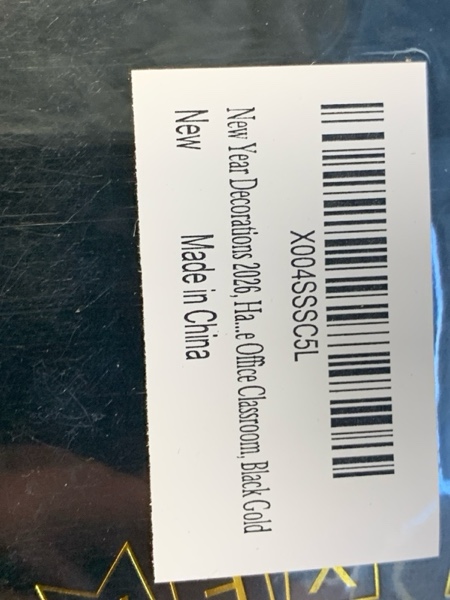 X004SSSC5L
New Year Decorations 2026, Ha...e Office Classroom, Black Gold
New Made in China